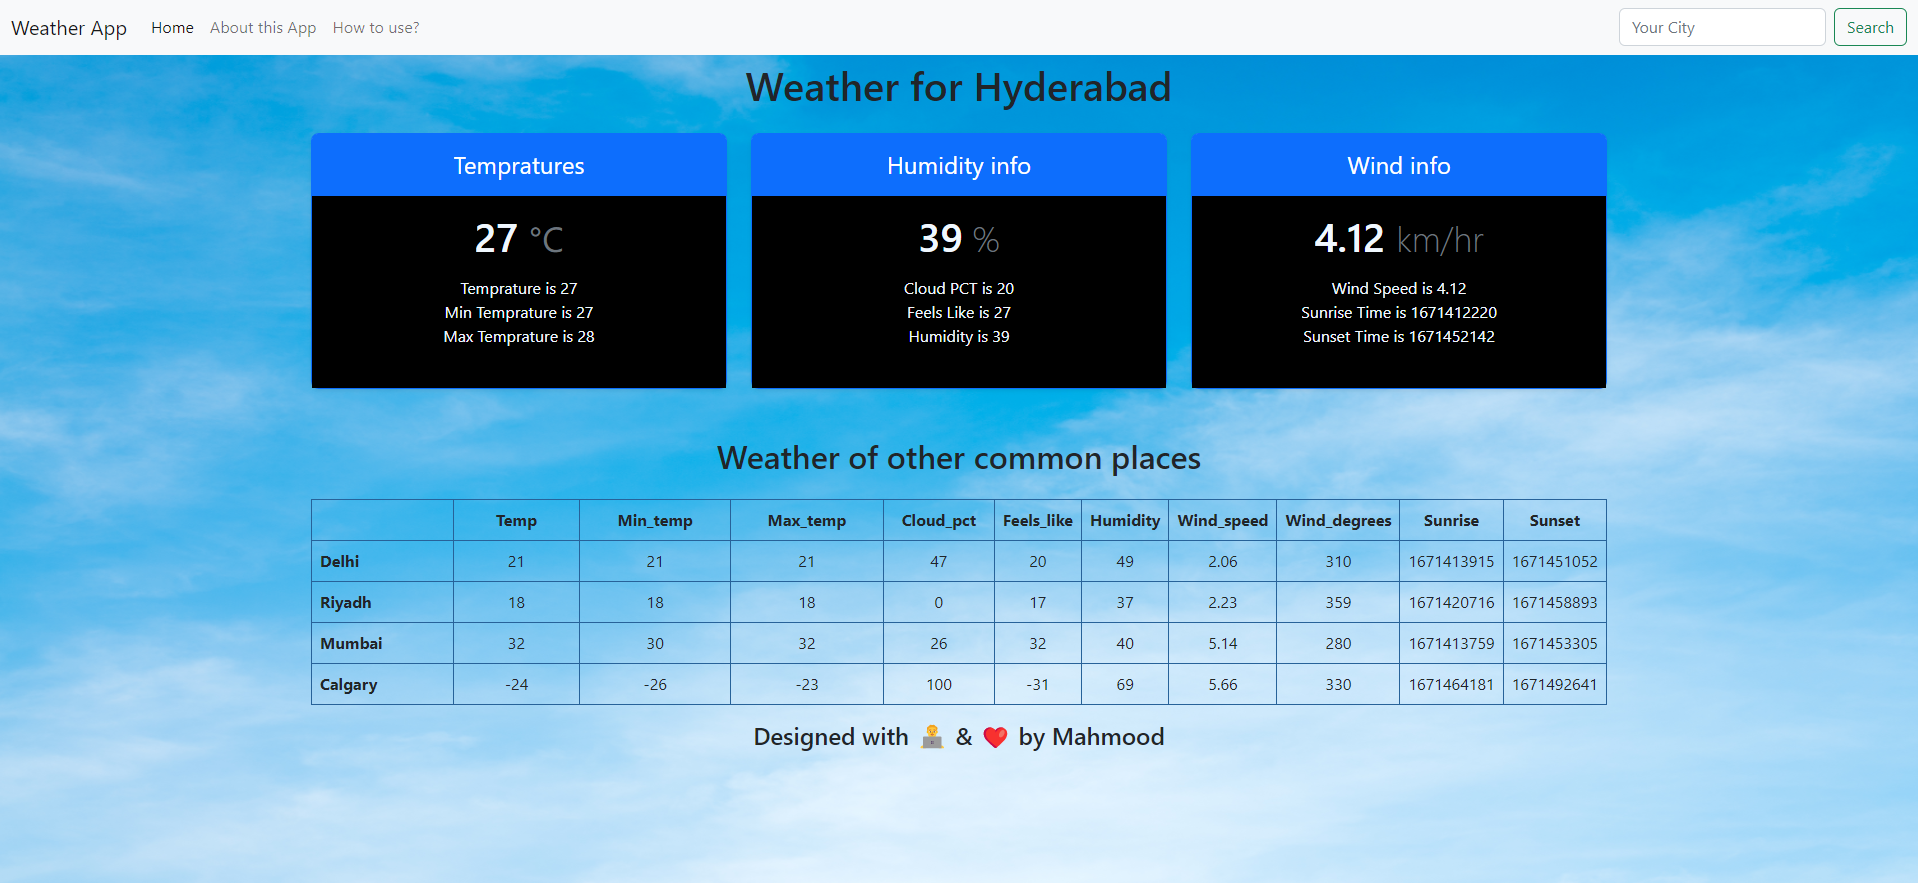 Weather App Home About this App How to use? Your City Search
Weather for Hyderabad
Tempratures
27 °C
Temprature is 27
Min Temprature is 27
Max Temprature is 28
Humidity info
39 %
Cloud PCT is 20
Feels Like is 27
Humidity is 39
Wind info
4.12 km/hr
Wind Speed is 4.12
Sunrise Time is 1671412220
Sunset Time is 1671452142
Weather of other common places
Temp Min_temp Max_temp Cloud_pct Feels_like Humidity Wind_speed Wind_degrees Sunrise Sunset
Delhi 21 21 21 47 20 49 2.06 310 1671413915 1671451052
Riyadh 18 18 18 0 17 37 2.23 359 1671420716 1671458893
Mumbai 32 30 32 26 32 40 5.14 280 1671413759 1671453305
Calgary -24 -26 -23 100 -31 69 5.66 330 1671464181 1671492641
Designed with 👨‍💻 & ❤️ by Mahmood